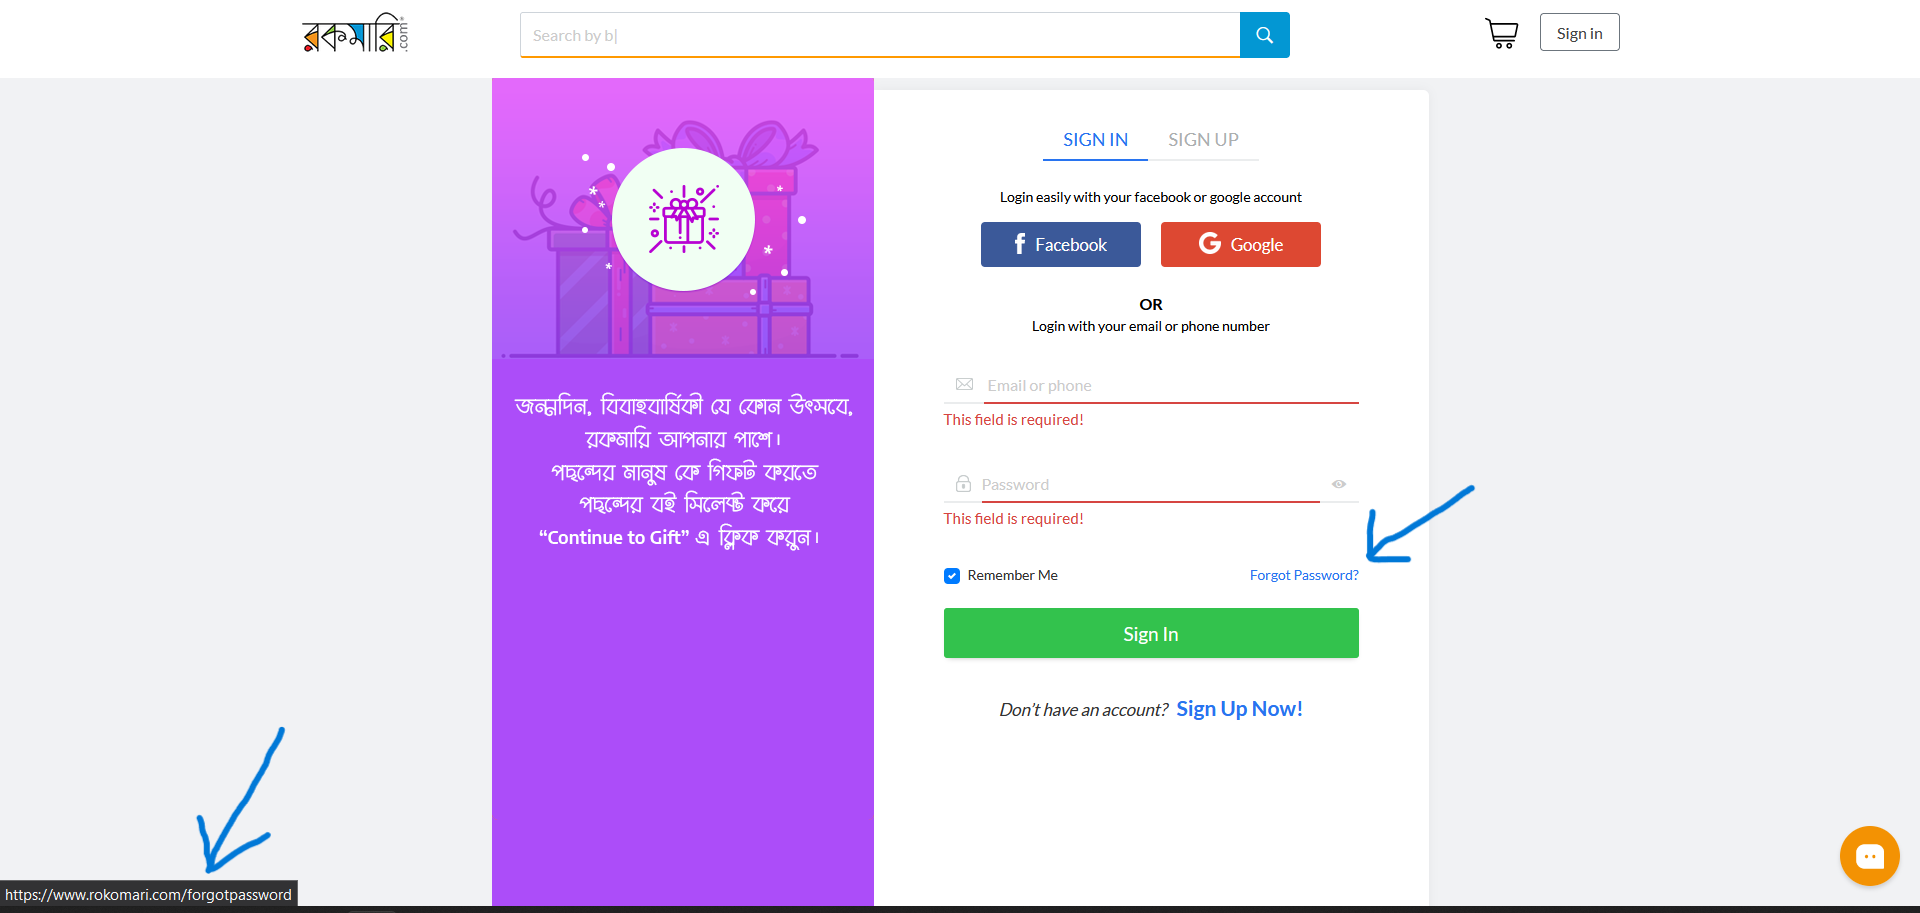 রকমারি.com
Search by b|
Sign in
SIGN IN SIGN UP
Login easily with your facebook or google account
Facebook Google
OR
Login with your email or phone number
Email or phone
This field is required!
Password
This field is required!
Remember Me Forgot Password?
Sign In
Don't have an account? Sign Up Now!
জন্মদিন, বিবাহবার্ষিকী যে কোন উৎসবে,
রকমারি আপনার পাশে।
পছন্দের মানুষ কে গিফট করতে
পছন্দের বই সিলেক্ট করে
“Continue to Gift” এ ক্লিক করুন।
https://www.rokomari.com/forgotpassword